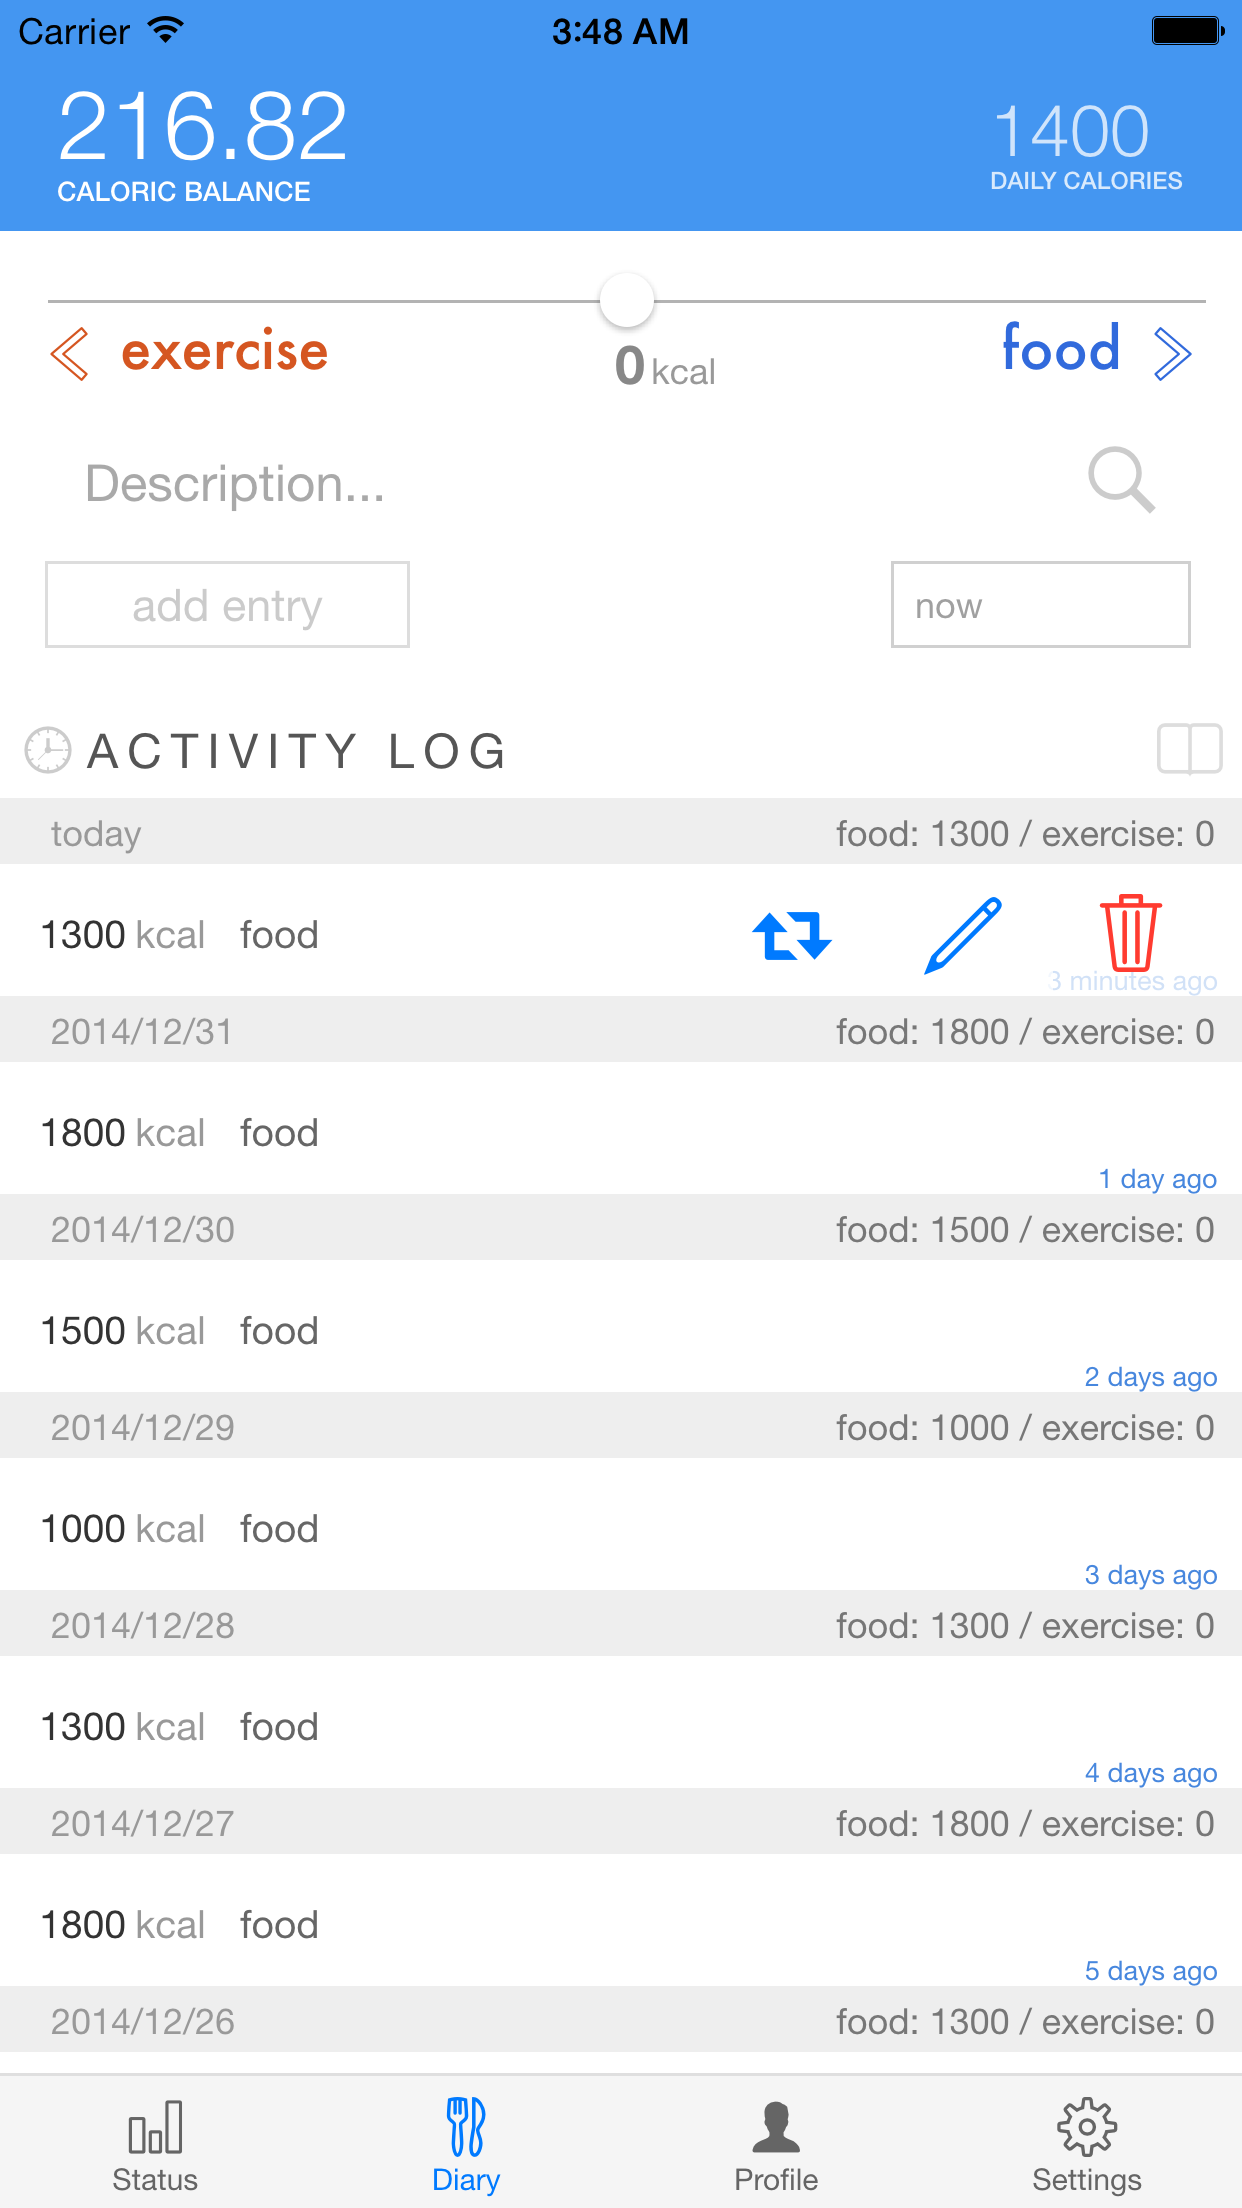 Carrier 3:48 AM
216.82 1400
CALORIC BALANCE DAILY CALORIES
exercise food
0 kcal
Description...
add entry now
ACTIVITY LOG
today food: 1300 / exercise: 0
1300 kcal food
3 minutes ago
2014/12/31 food: 1800 / exercise: 0
1800 kcal food
1 day ago
2014/12/30 food: 1500 / exercise: 0
1500 kcal food
2 days ago
2014/12/29 food: 1000 / exercise: 0
1000 kcal food
3 days ago
2014/12/28 food: 1300 / exercise: 0
1300 kcal food
4 days ago
2014/12/27 food: 1800 / exercise: 0
1800 kcal food
5 days ago
2014/12/26 food: 1300 / exercise: 0
Status Diary Profile Settings